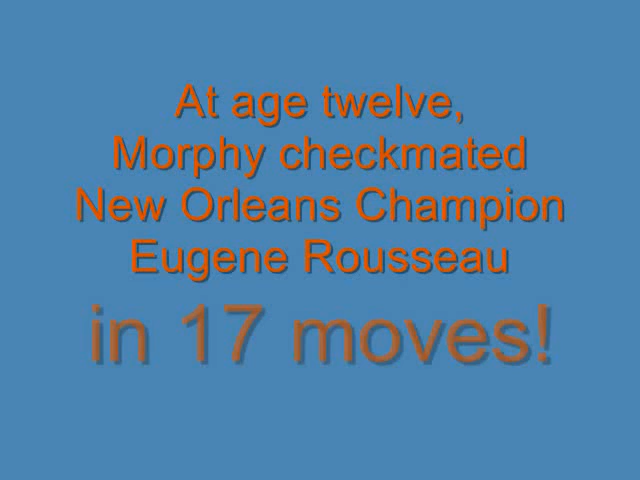 At age twelve,
Morphy checkmated
New Orleans Champion
Eugene Rousseau
in 17 moves!